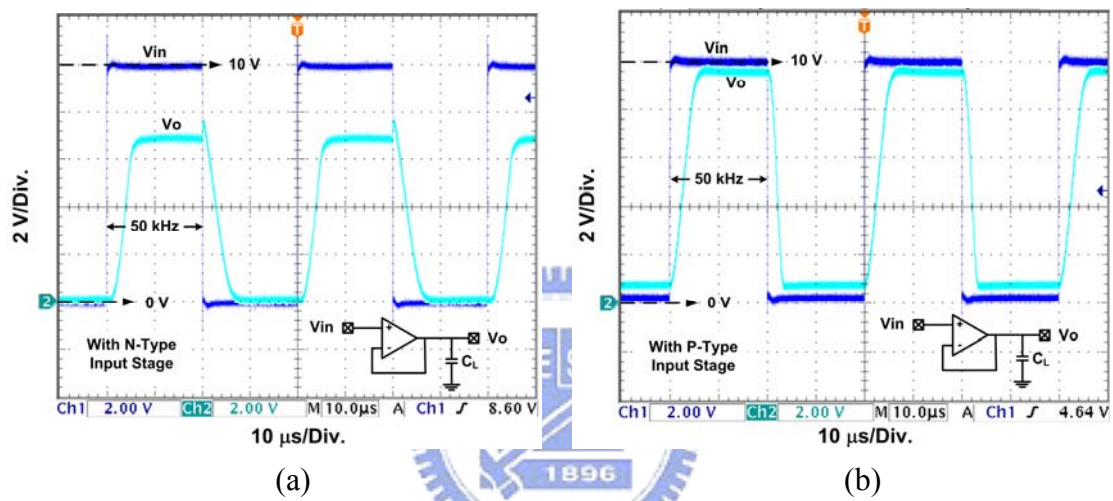 T
Vin
10 V
Vo
50 kHz
0 V
2
2 V/Div.
With N-Type
Input Stage
Vin
+
-
Vo
CL
Ch1 2.00 V Ch2 2.00 V M 10.0µs A Ch1 8.60 V
10 µs/Div.
(a)
T
Vin
10 V
Vo
50 kHz
0 V
2
2 V/Div.
With P-Type
Input Stage
Vin
+
-
Vo
CL
Ch1 2.00 V Ch2 2.00 V M 10.0µs A Ch1 4.64 V
10 µs/Div.
(b)
1896